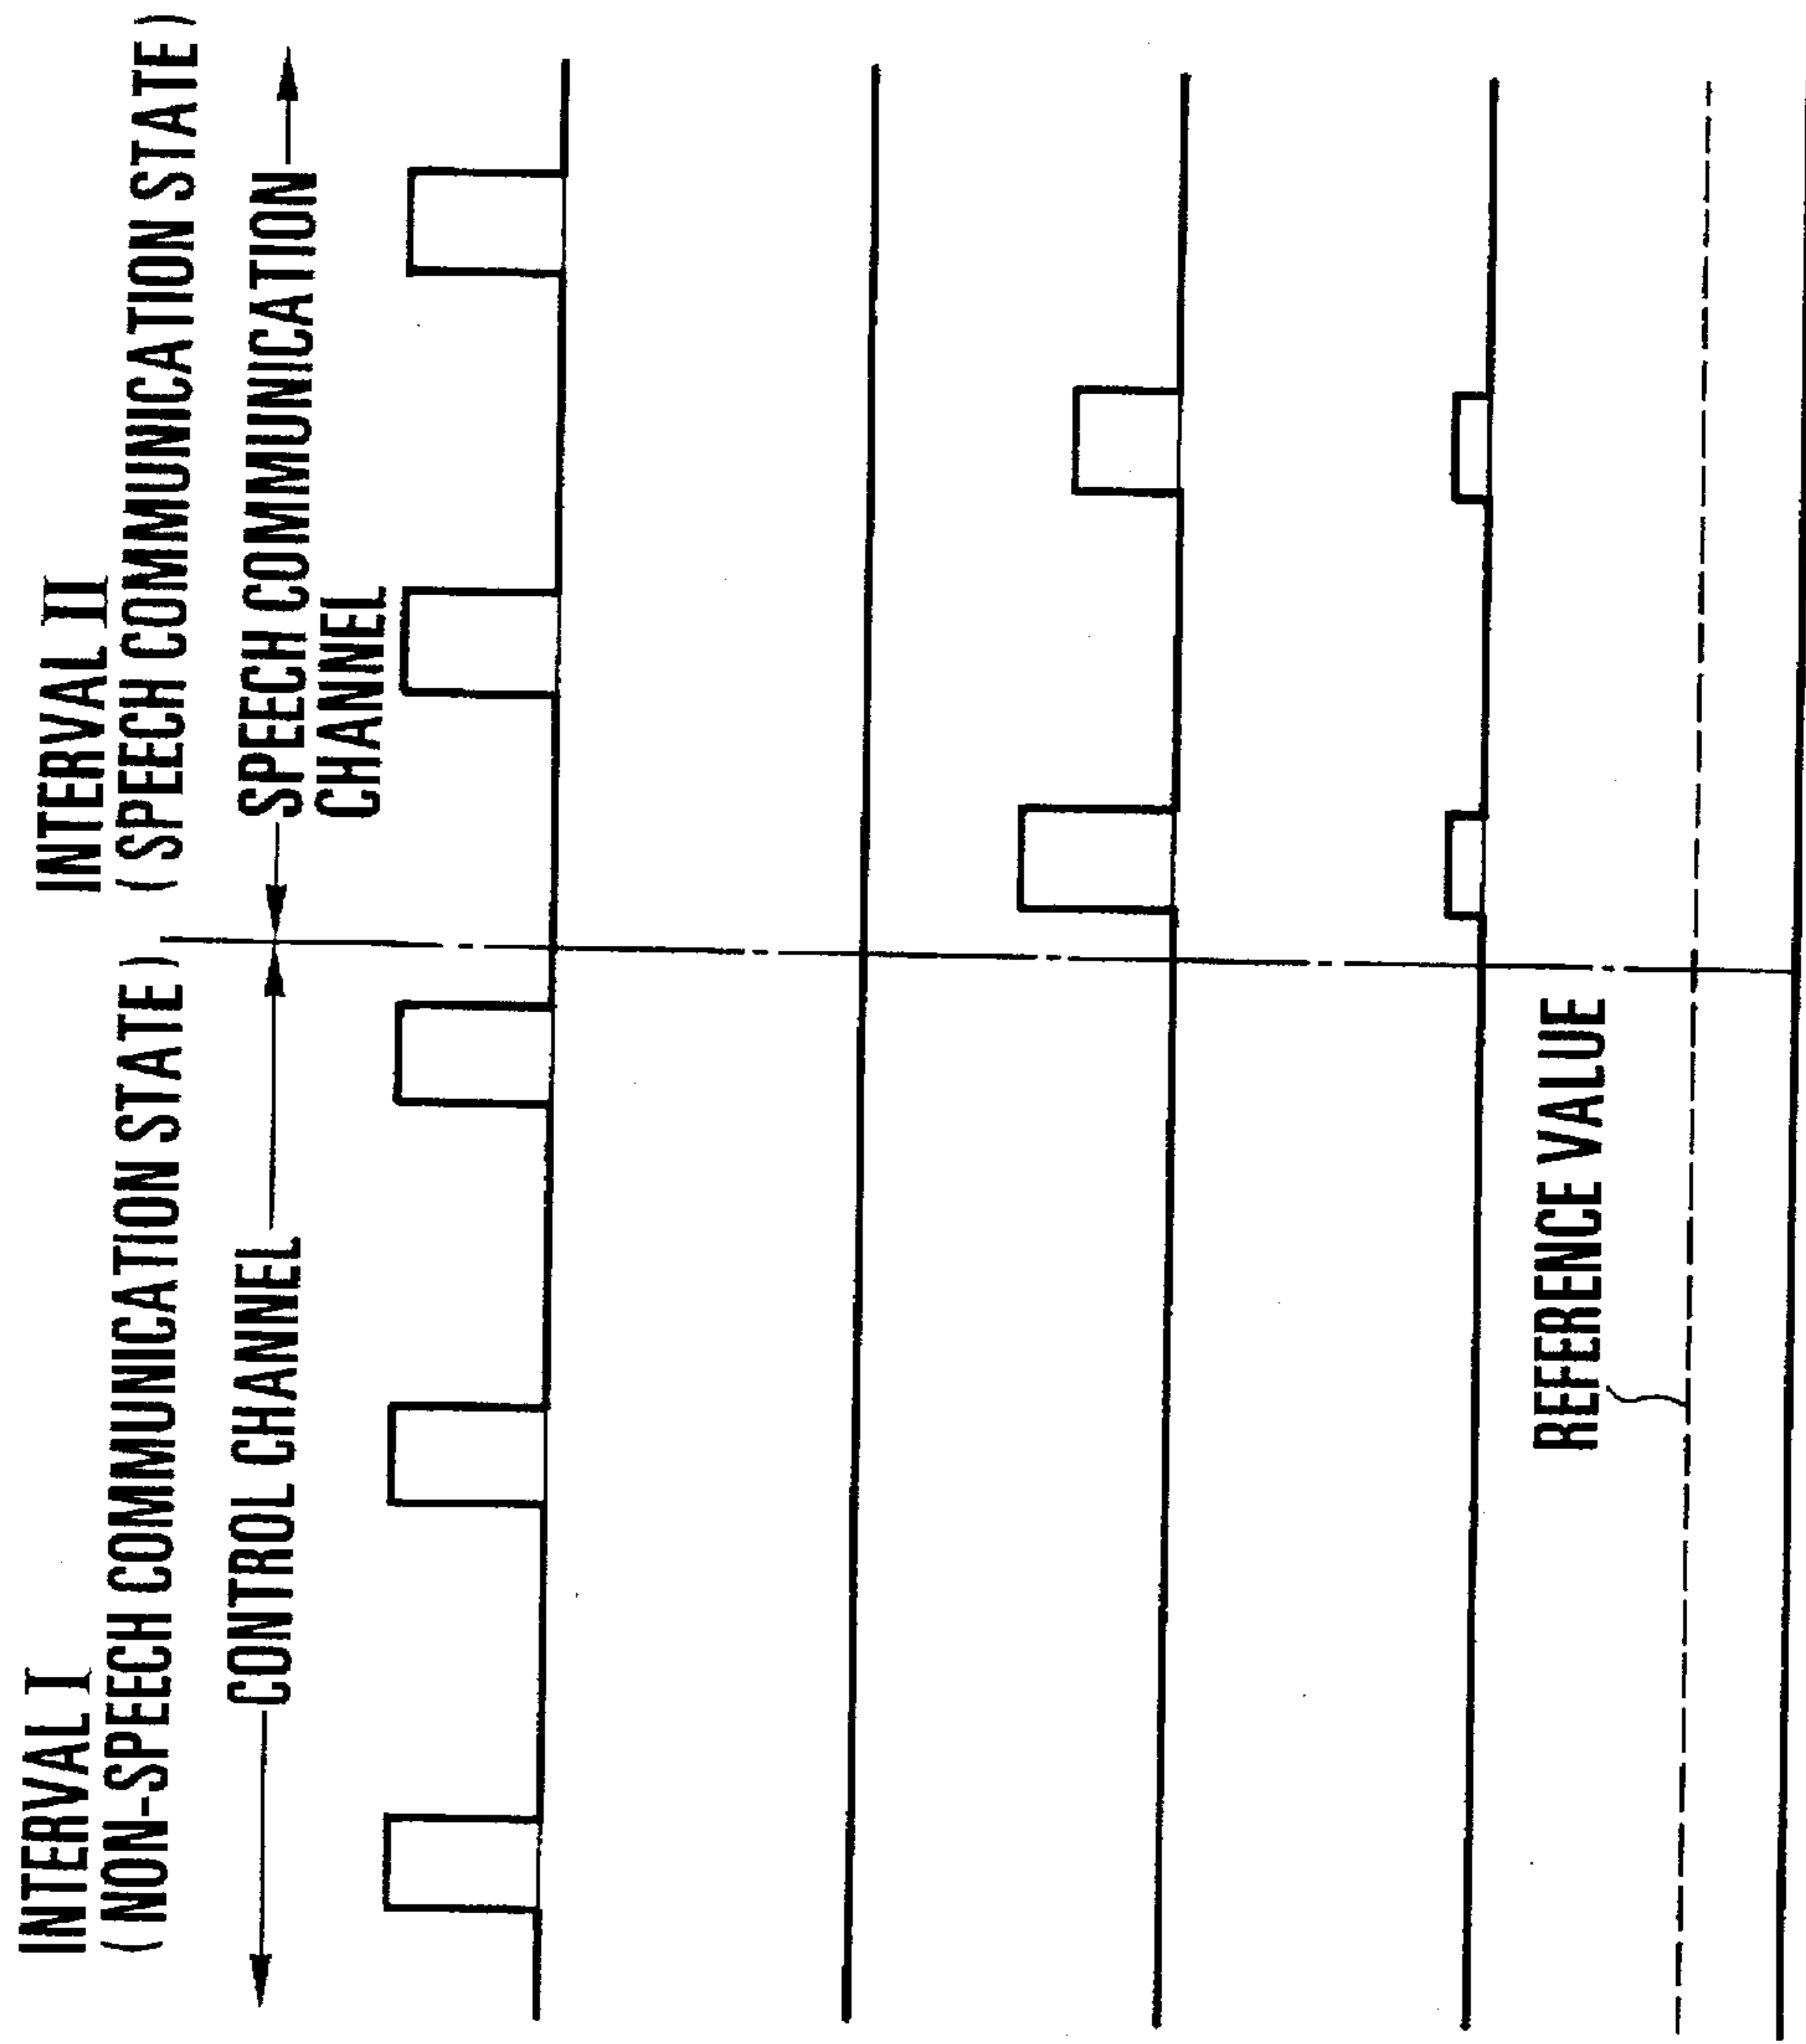 INTERVAL I
(NON-SPEECH COMMUNICATION STATE)
INTERVAL II
(SPEECH COMMUNICATION STATE)
CONTROL CHANNEL
SPEECH COMMUNICATION
CHANNEL
REFERENCE VALUE